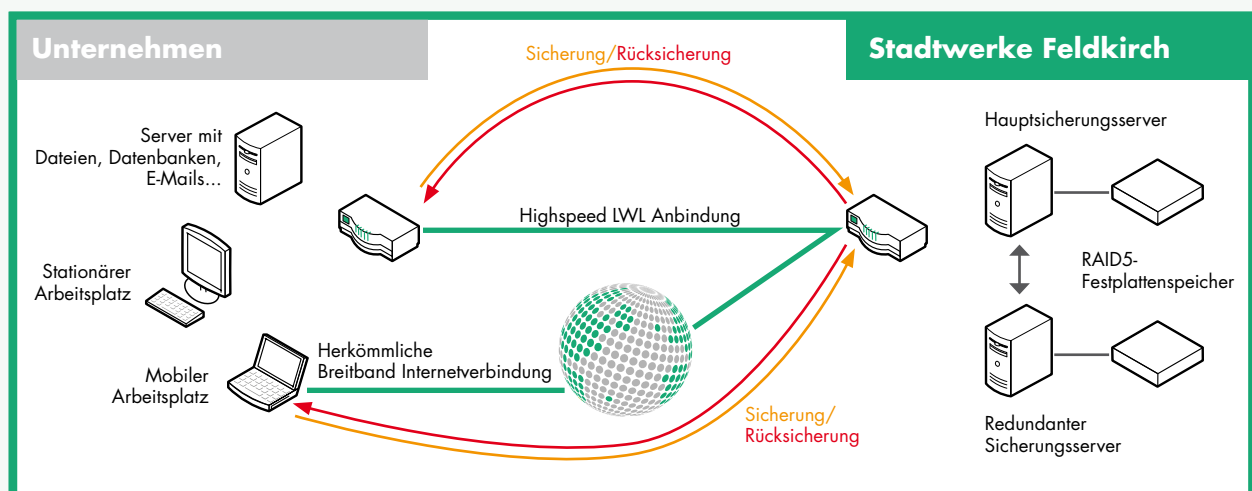 Unternehmen
Stadtwerke Feldkirch
Sicherung/Rücksicherung
Server mit
Dateien, Datenbanken,
E-Mails...
Hauptsicherungsserver
Highspeed LWL Anbindung
Stationärer
Arbeitsplatz
RAID5-
Festplattenspeicher
Herkömmliche
Breitband Internetverbindung
Mobiler
Arbeitsplatz
Sicherung/
Rücksicherung
Redundanter
Sicherungsserver